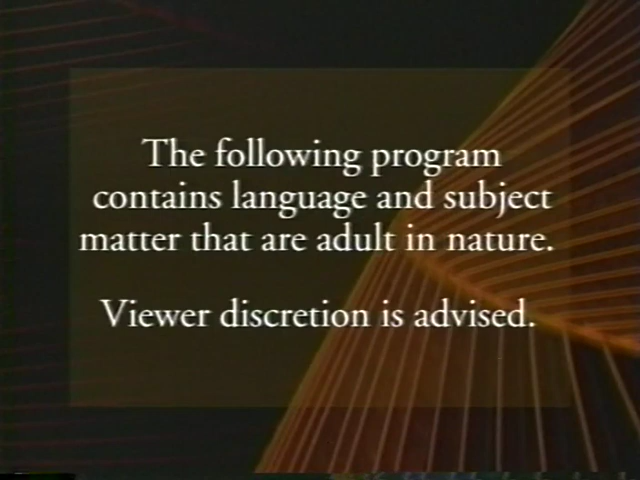 The following program
contains language and subject
matter that are adult in nature.
Viewer discretion is advised.